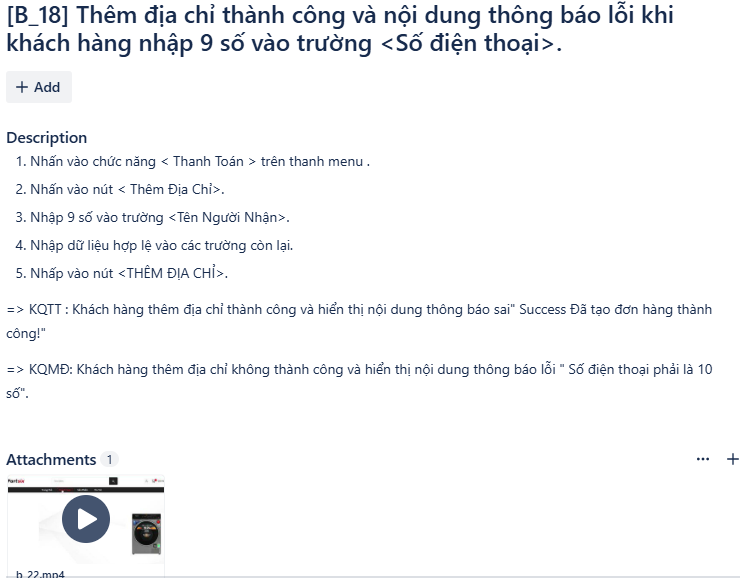 [B_18] Thêm địa chỉ thành công và nội dung thông báo lỗi khi
khách hàng nhập 9 số vào trường <Số điện thoại>.
+ Add
Description
1. Nhấn vào chức năng < Thanh Toán > trên thanh menu .
2. Nhấn vào nút < Thêm Địa Chỉ>.
3. Nhập 9 số vào trường <Tên Người Nhận>.
4. Nhập dữ liệu hợp lệ vào các trường còn lại.
5. Nhấp vào nút <THÊM ĐỊA CHỈ>.
=> KQTT : Khách hàng thêm địa chỉ thành công và hiển thị nội dung thông báo sai" Success Đã tạo đơn hàng thành
công!"
=> KQMĐ: Khách hàng thêm địa chỉ không thành công và hiển thị nội dung thông báo lỗi " Số điện thoại phải là 10
số".
Attachments 1
b_22.mp4